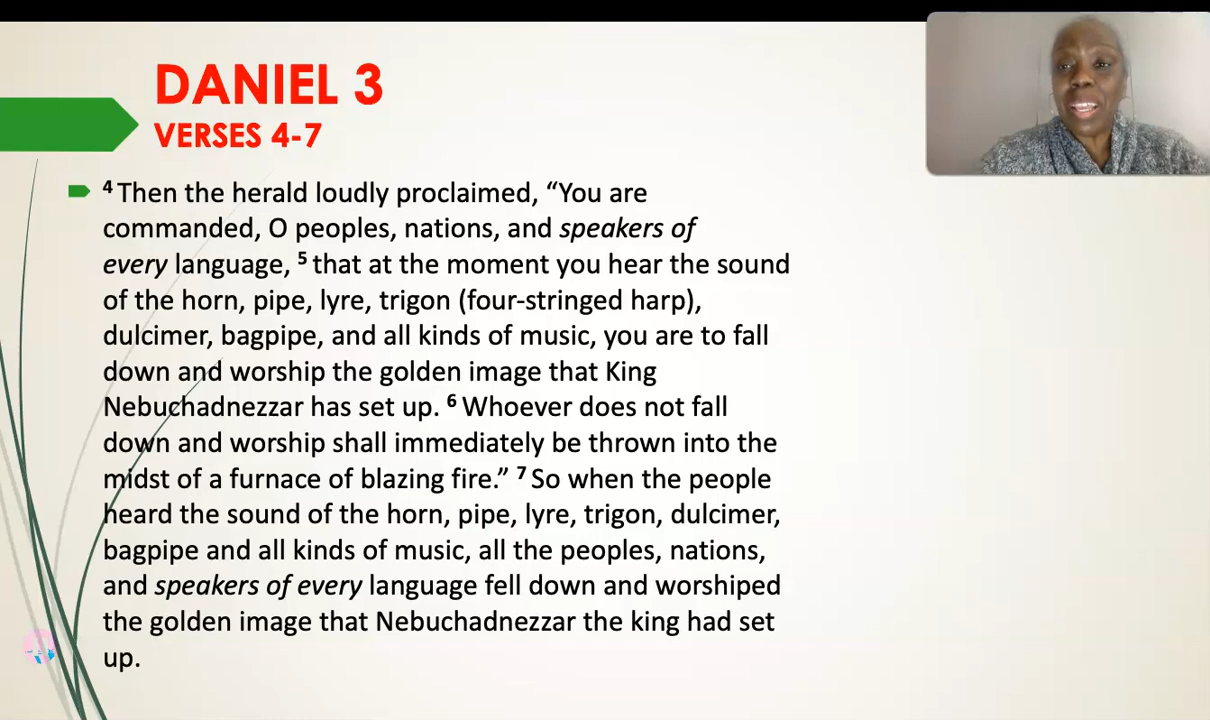 DANIEL 3
VERSES 4-7
4 Then the herald loudly proclaimed, “You are
commanded, O peoples, nations, and speakers of
every language, 5 that at the moment you hear the sound
of the horn, pipe, lyre, trigon (four-stringed harp),
dulcimer, bagpipe, and all kinds of music, you are to fall
down and worship the golden image that King
Nebuchadnezzar has set up. 6 Whoever does not fall
down and worship shall immediately be thrown into the
midst of a furnace of blazing fire.” 7 So when the people
heard the sound of the horn, pipe, lyre, trigon, dulcimer,
bagpipe and all kinds of music, all the peoples, nations,
and speakers of every language fell down and worshiped
the golden image that Nebuchadnezzar the king had set
up.